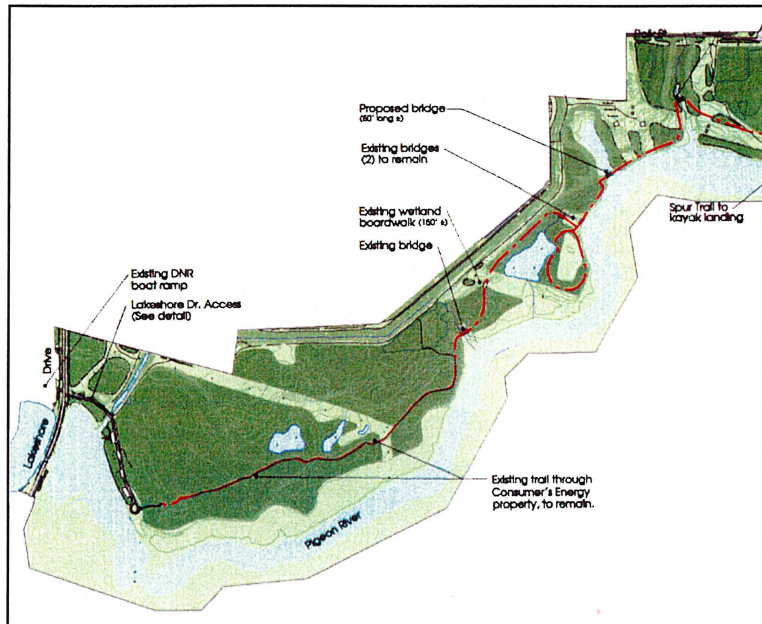 Proposed bridge
(60' long ±)
Existing bridges
(2) to remain
Spur Trail to
kayak landing
Existing wetland
boardwalk (160' ±)
Existing bridge
Existing DNR
boat ramp
Lakeshore Dr. Access
(See detail)
Drive
Lakeshore
Existing trail through
Consumer's Energy
property, to remain.
Pigeon River